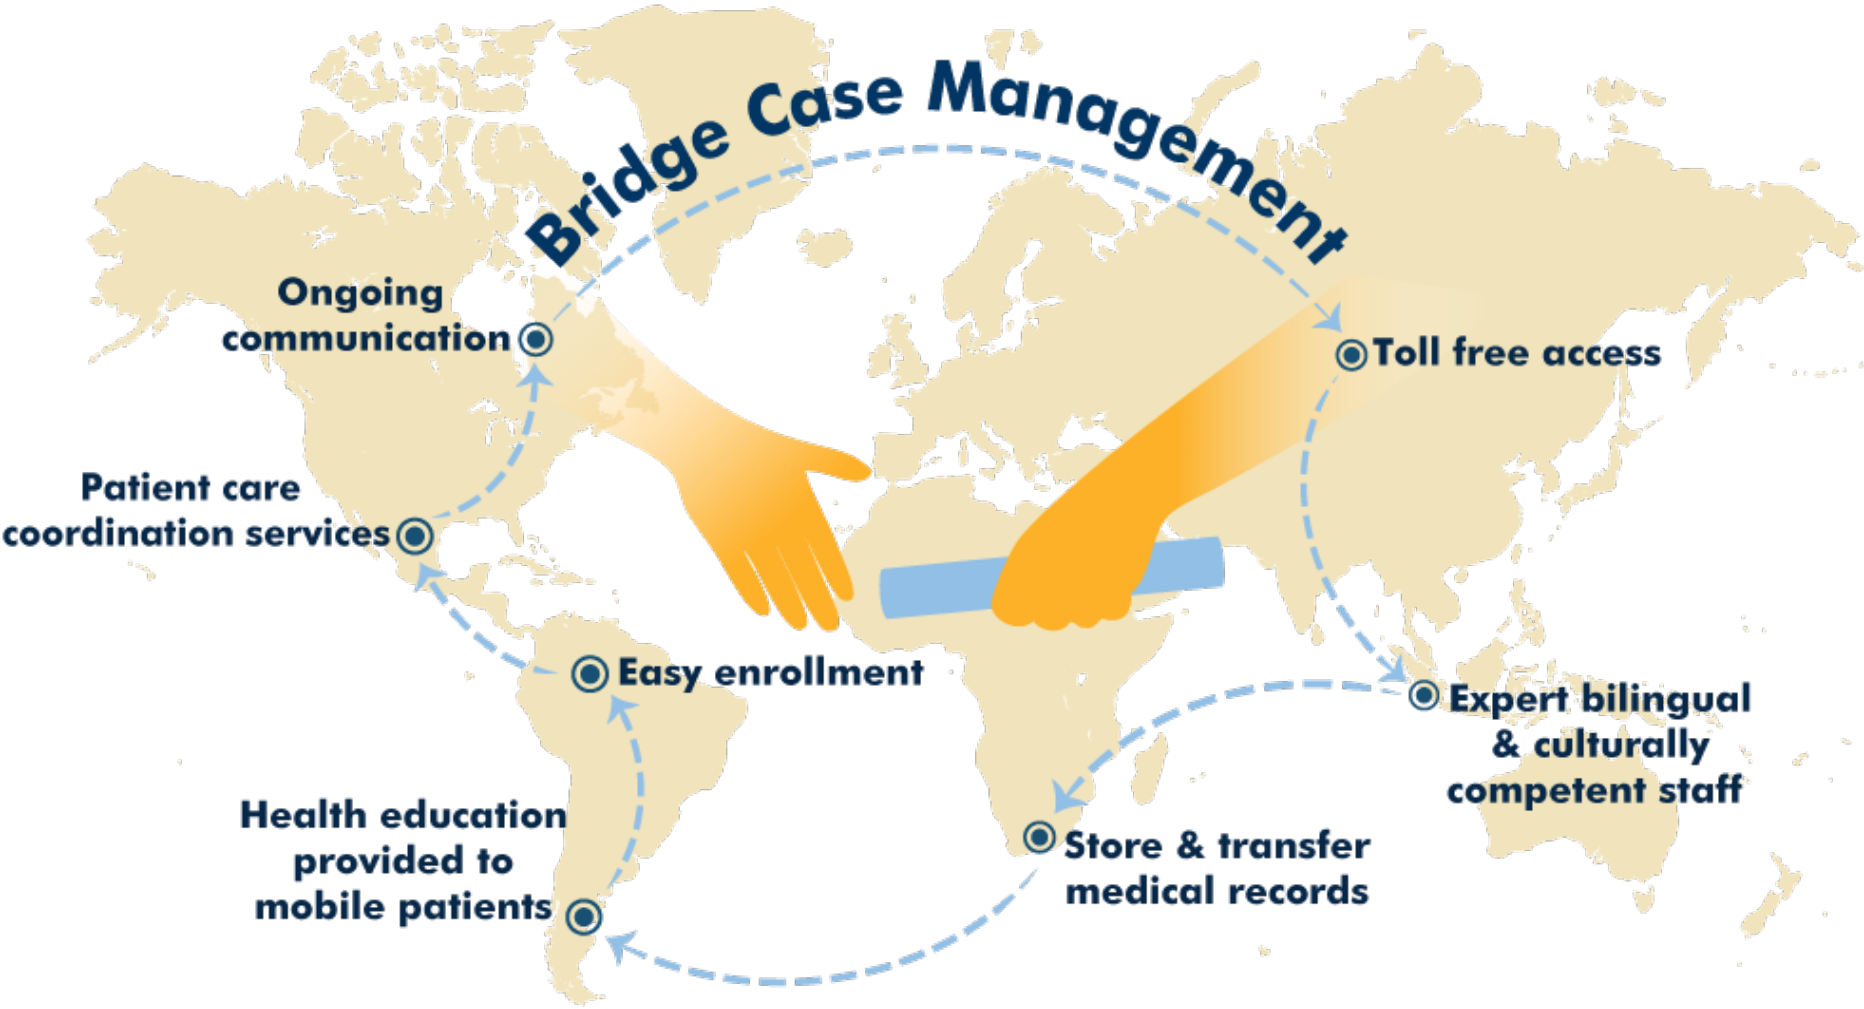 Bridge Case Management
Ongoing
communication
Toll free access
Patient care
coordination services
Easy enrollment
Expert bilingual
& culturally
competent staff
Health education
provided to
mobile patients
Store & transfer
medical records